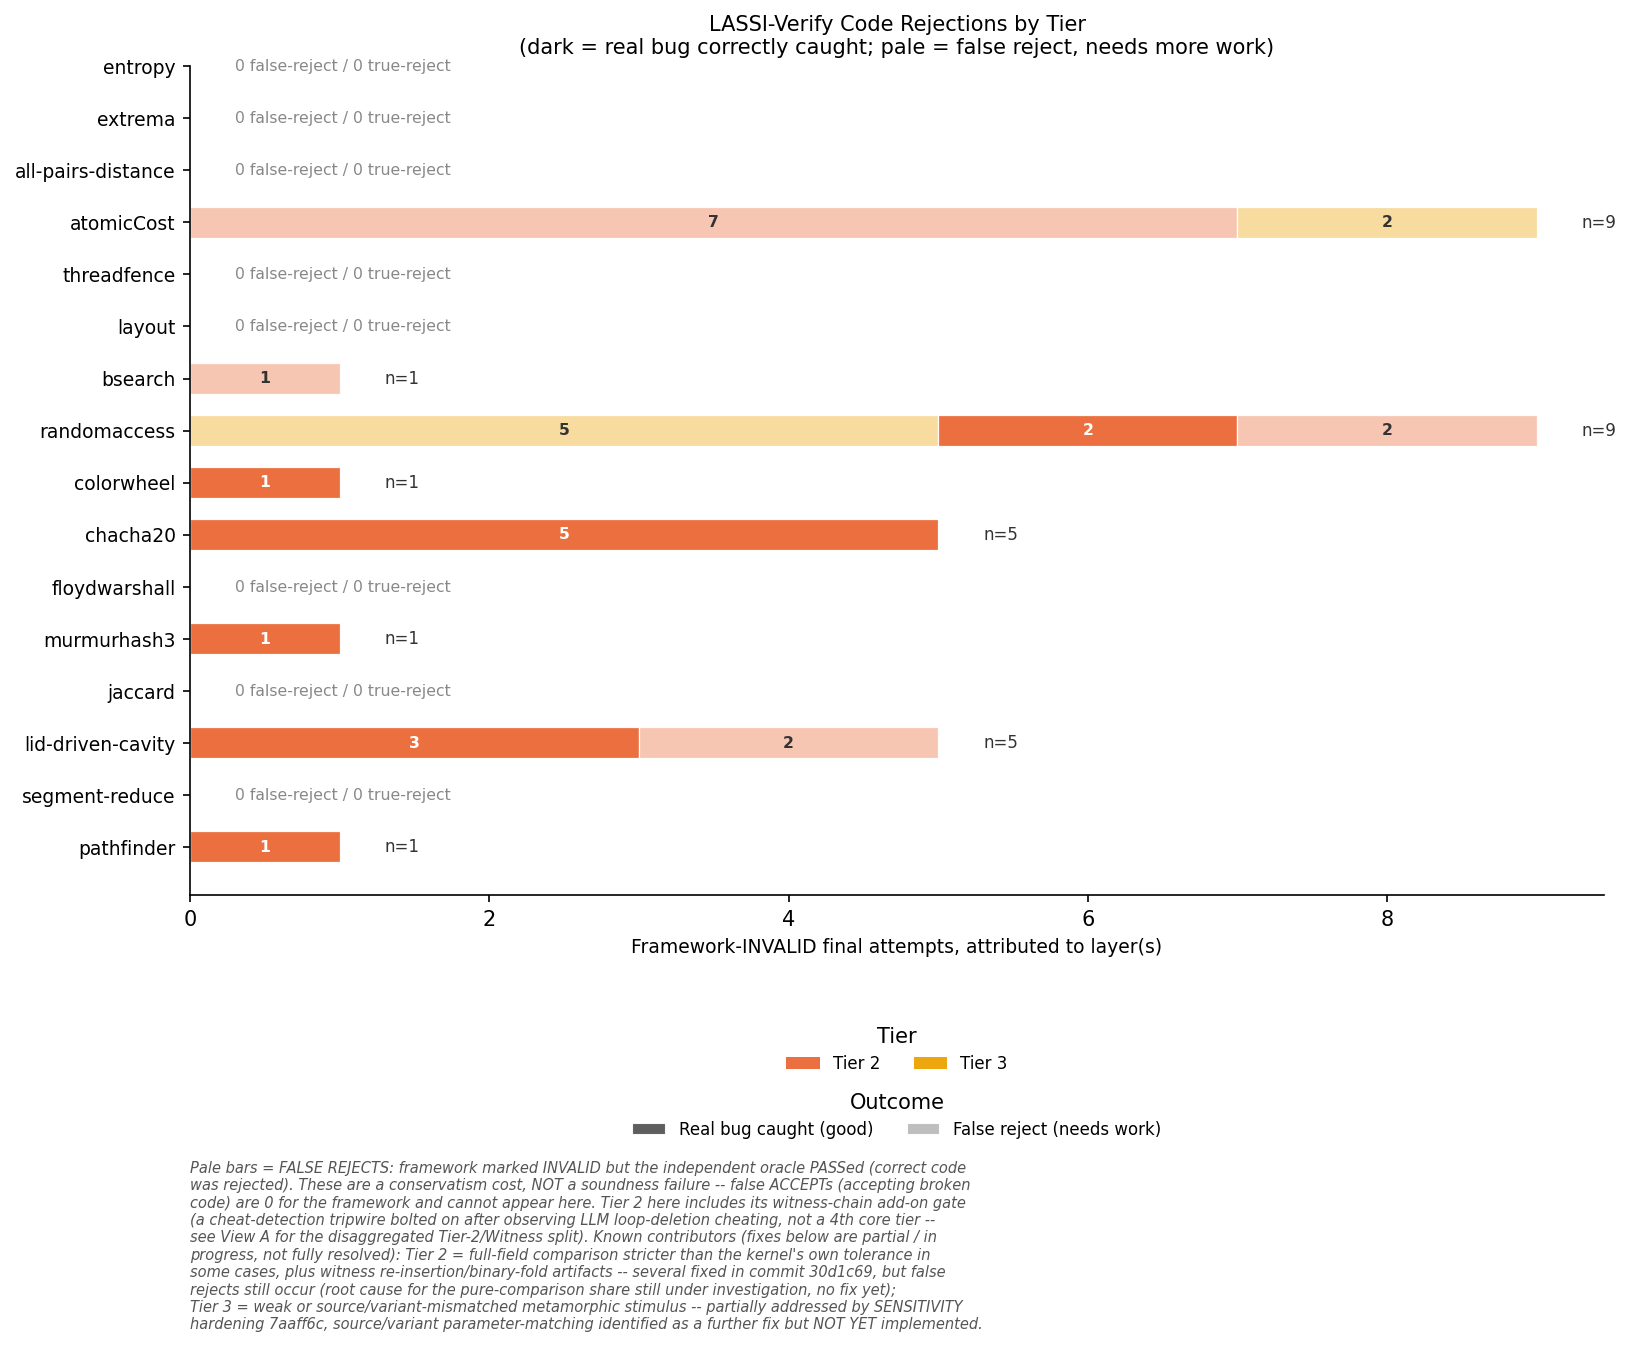 LASSI-Verify Code Rejections by Tier
(dark = real bug correctly caught; pale = false reject, needs more work)
entropy 0 false-reject / 0 true-reject
extrema 0 false-reject / 0 true-reject
all-pairs-distance 0 false-reject / 0 true-reject
atomicCost 7 2 n=9
threadfence 0 false-reject / 0 true-reject
layout 0 false-reject / 0 true-reject
bsearch 1 n=1
randomaccess 5 2 2 n=9
colorwheel 1 n=1
chacha20 5 n=5
floydwarshall 0 false-reject / 0 true-reject
murmurhash3 1 n=1
jaccard 0 false-reject / 0 true-reject
lid-driven-cavity 3 2 n=5
segment-reduce 0 false-reject / 0 true-reject
pathfinder 1 n=1
0 2 4 6 8
Framework-INVALID final attempts, attributed to layer(s)
Tier
Tier 2 Tier 3
Outcome
Real bug caught (good) False reject (needs work)
Pale bars = FALSE REJECTS: framework marked INVALID but the independent oracle PASSed (correct code
was rejected). These are a conservatism cost, NOT a soundness failure -- false ACCEPTs (accepting broken
code) are 0 for the framework and cannot appear here. Tier 2 here includes its witness-chain add-on gate
(a cheat-detection tripwire bolted on after observing LLM loop-deletion cheating, not a 4th core tier --
see View A for the disaggregated Tier-2/Witness split). Known contributors (fixes below are partial / in
progress, not fully resolved): Tier 2 = full-field comparison stricter than the kernel's own tolerance in
some cases, plus witness re-insertion/binary-fold artifacts -- several fixed in commit 30d1c69, but false
rejects still occur (root cause for the pure-comparison share still under investigation, no fix yet);
Tier 3 = weak or source/variant-mismatched metamorphic stimulus -- partially addressed by SENSITIVITY
hardening 7aaff6c, source/variant parameter-matching identified as a further fix but NOT YET implemented.